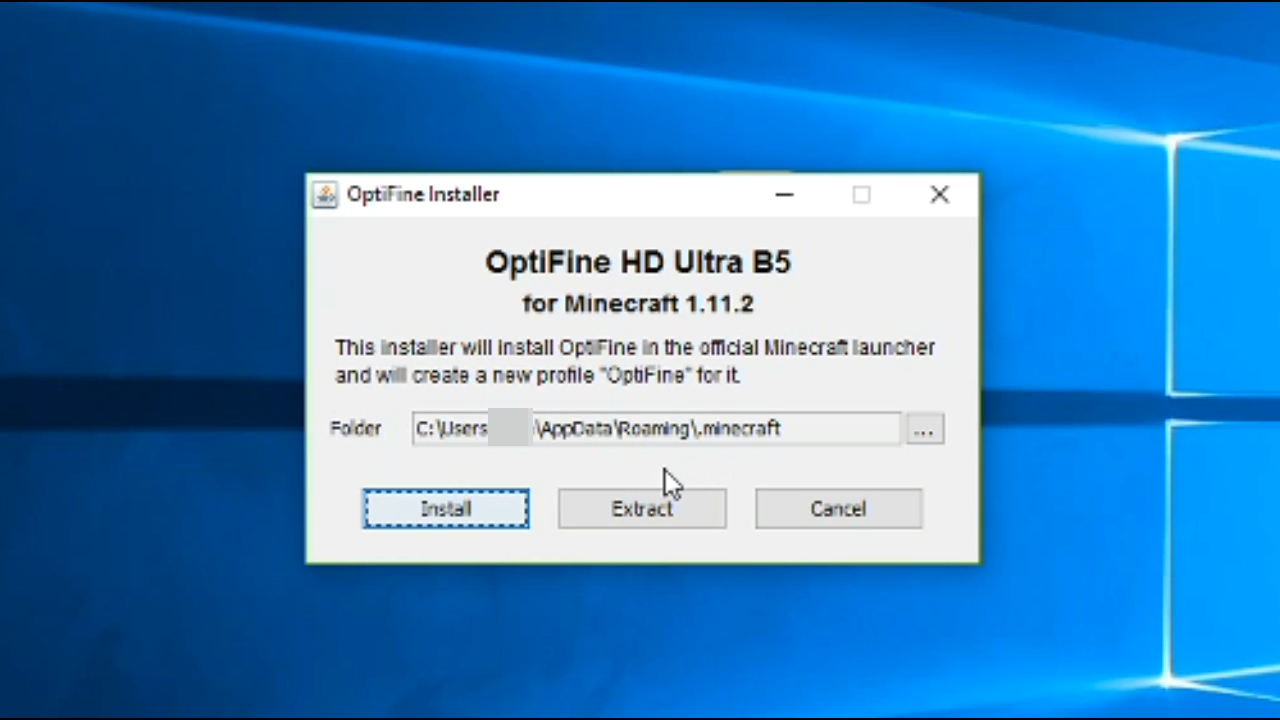 OptiFine Installer
OptiFine HD Ultra B5
for Minecraft 1.11.2
This installer will install OptiFine in the official Minecraft launcher
and will create a new profile "OptiFine" for it.
Folder C:\Users \AppData\Roaming\.minecraft ...
Install Extract Cancel